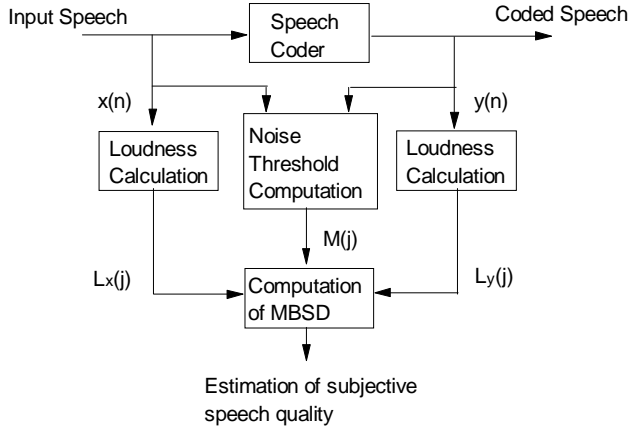 Input Speech
Speech
Coder
Coded Speech
x(n)
y(n)
Loudness
Calculation
Noise
Threshold
Computation
Loudness
Calculation
M(j)
Lx(j)
Computation
of MBSD
Ly(j)
Estimation of subjective
speech quality